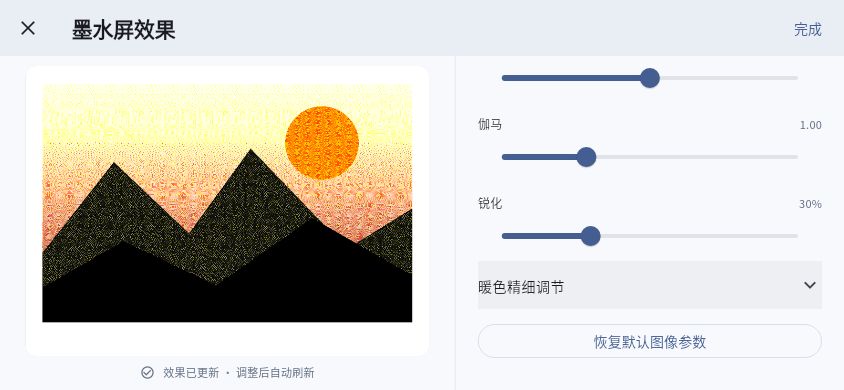 墨水屏效果
完成
伽马
1.00
锐化
30%
暖色精细调节
恢复默认图像参数
效果已更新 · 调整后自动刷新